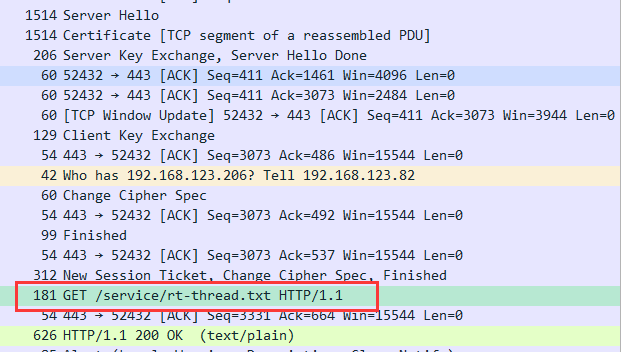 1514 Server Hello
1514 Certificate [TCP segment of a reassembled PDU]
206 Server Key Exchange, Server Hello Done
60 52432 → 443 [ACK] Seq=411 Ack=1461 Win=4096 Len=0
60 52432 → 443 [ACK] Seq=411 Ack=3073 Win=2484 Len=0
60 [TCP Window Update] 52432 → 443 [ACK] Seq=411 Ack=3073 Win=3944 Len=0
129 Client Key Exchange
54 443 → 52432 [ACK] Seq=3073 Ack=486 Win=15544 Len=0
42 Who has 192.168.123.206? Tell 192.168.123.82
60 Change Cipher Spec
54 443 → 52432 [ACK] Seq=3073 Ack=492 Win=15544 Len=0
99 Finished
54 443 → 52432 [ACK] Seq=3073 Ack=537 Win=15544 Len=0
312 New Session Ticket, Change Cipher Spec, Finished
181 GET /service/rt-thread.txt HTTP/1.1
54 443 → 52432 [ACK] Seq=3331 Ack=664 Win=15544 Len=0
626 HTTP/1.1 200 OK (text/plain)